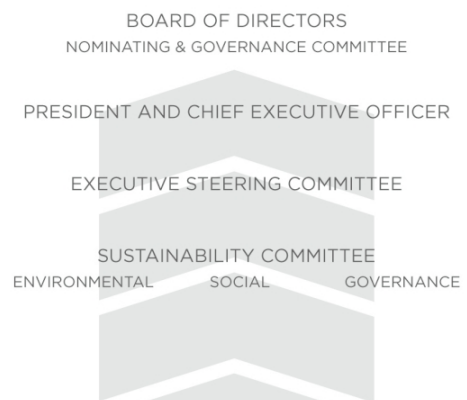 BOARD OF DIRECTORS
NOMINATING & GOVERNANCE COMMITTEE
PRESIDENT AND CHIEF EXECUTIVE OFFICER
EXECUTIVE STEERING COMMITTEE
SUSTAINABILITY COMMITTEE
ENVIRONMENTAL SOCIAL GOVERNANCE